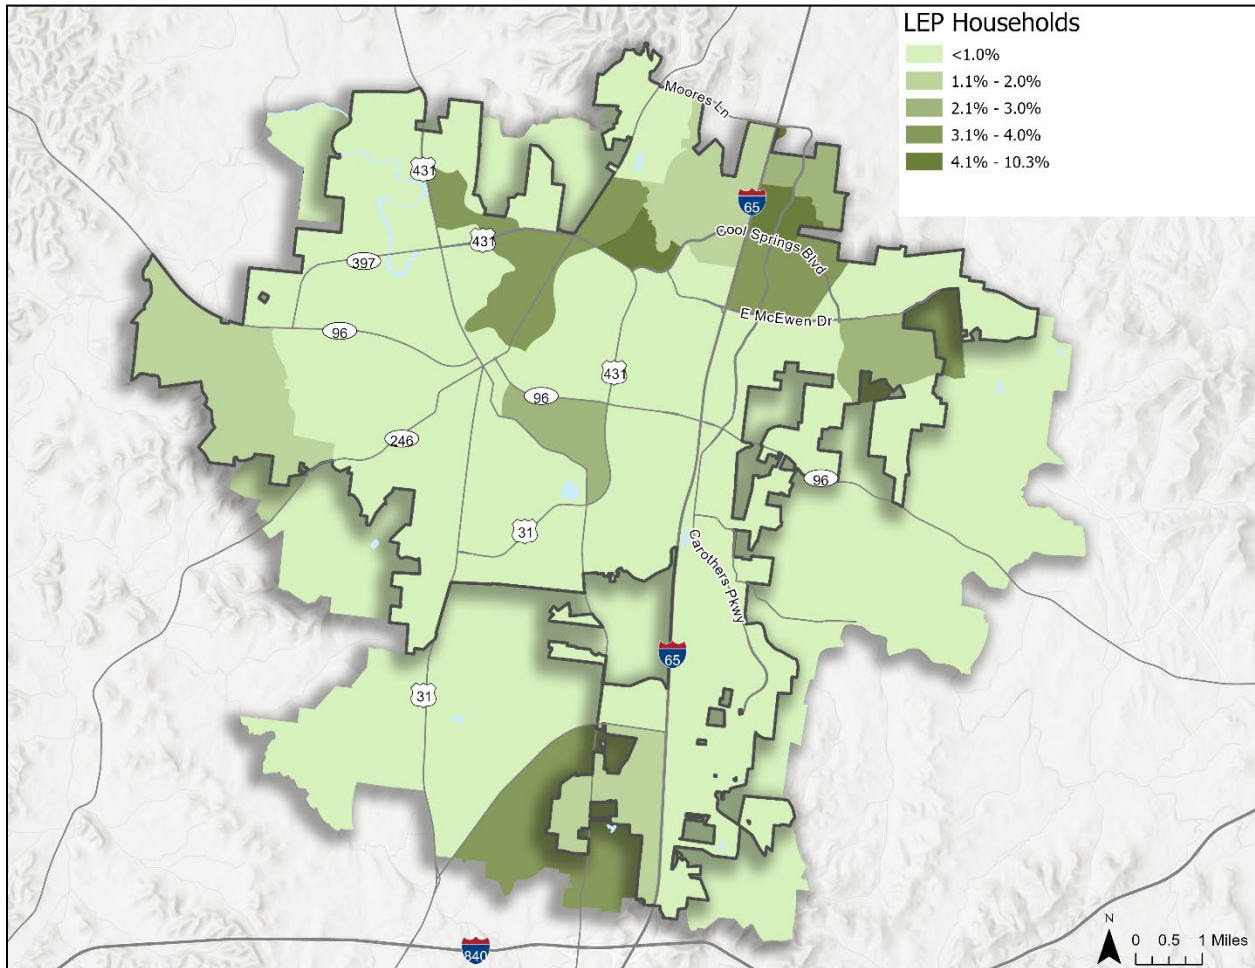 LEP Households
<1.0%
1.1% - 2.0%
2.1% - 3.0%
3.1% - 4.0%
4.1% - 10.3%
Moores Ln
431
65
Cool Springs Blvd
431
397
E McEwen Dr
96
431
96
246
96
31
Carothers Pkwy
65
31
840
N
0 0.5 1 Miles